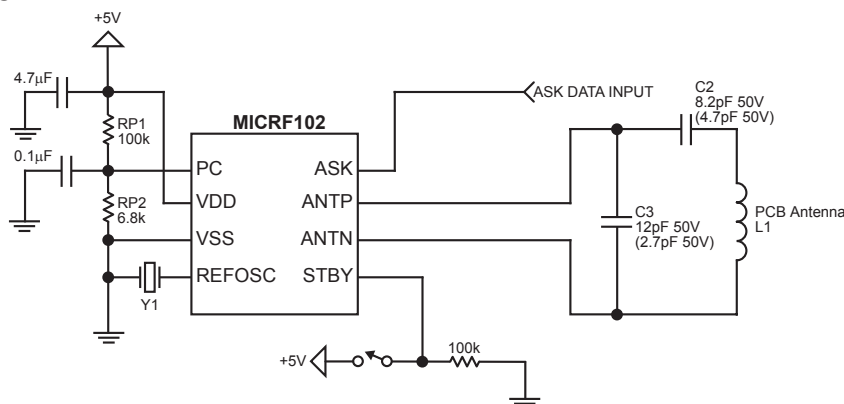 +5V
4.7µF
RP1
100k
0.1µF
RP2
6.8k
MICRF102
PC
VDD
VSS
REFOSC
ASK
ANTP
ANTN
STBY
Y1
ASK DATA INPUT
C2
8.2pF 50V
(4.7pF 50V)
C3
12pF 50V
(2.7pF 50V)
PCB Antenna
L1
+5V
100k